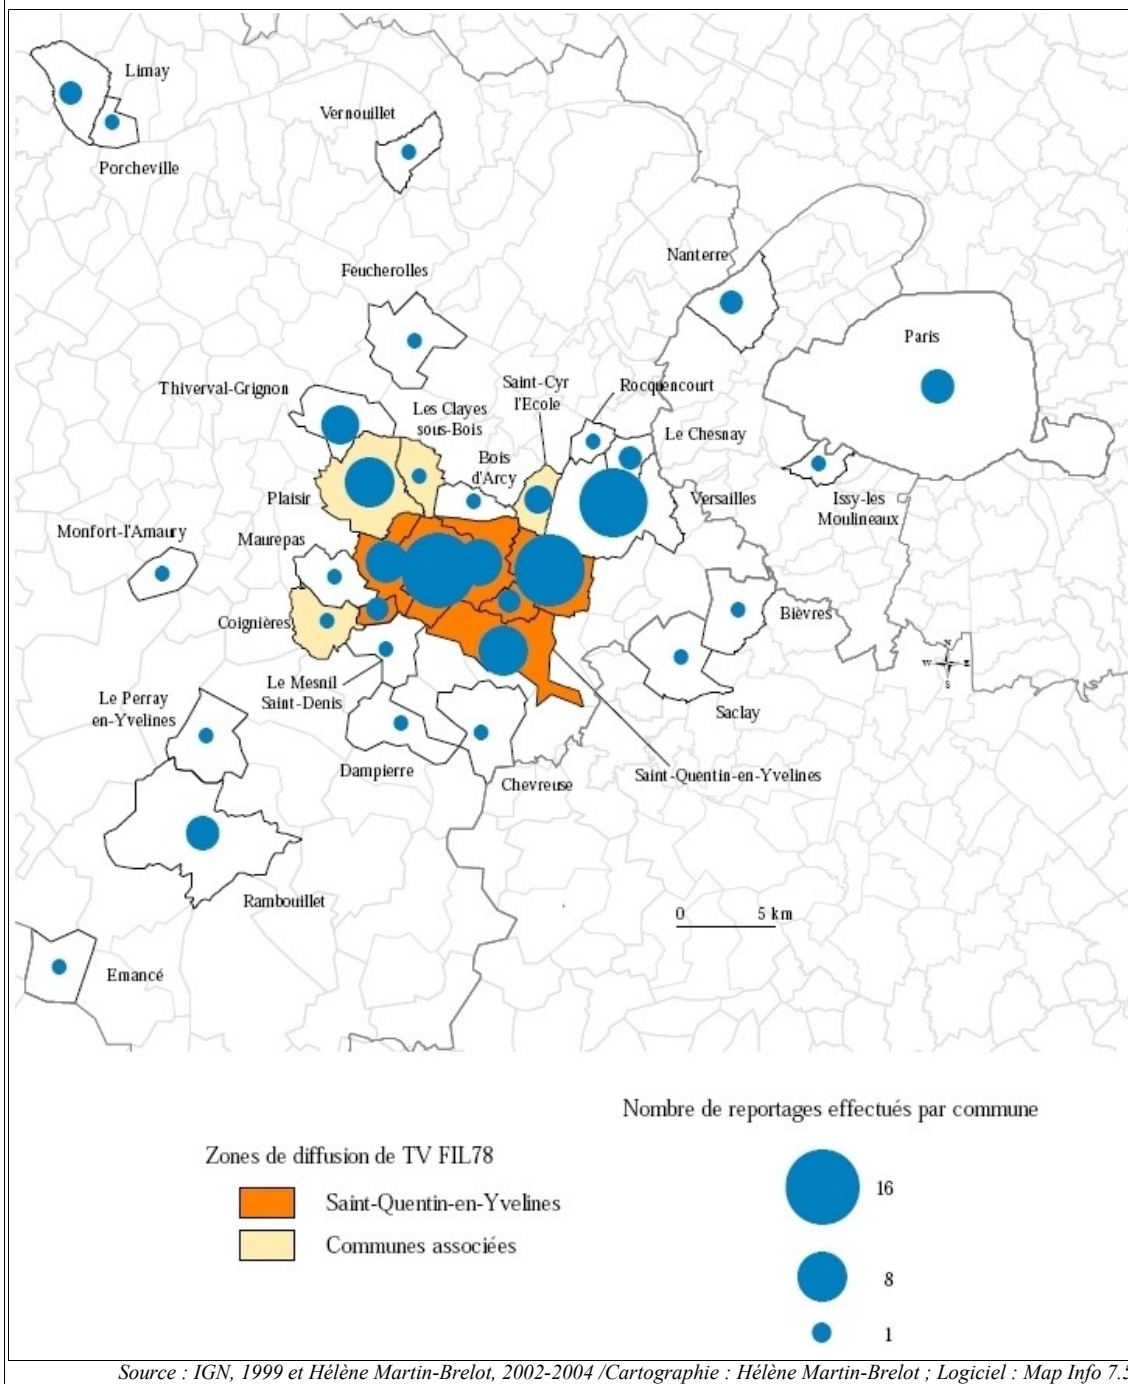 Limay
Porcheville
Vernouillet
Nanterre
Feucherolles
Paris
Thiverval-Grignon
Saint-Cyr
l'Ecole
Rocquencourt
Les Clayes
sous-Bois
Le Chesnay
Bois
d'Arcy
Plaisir
Versailles
Issy-les
Moulineaux
Monfort-l'Amaury
Maurepas
Coignières
Bièvres
N
W E
S
Le Mesnil
Saint-Denis
Le Perray
en-Yvelines
Saclay
Dampierre
Chevreuse
Saint-Quentin-en-Yvelines
Rambouillet
0 5 km
Emancé
Nombre de reportages effectués par commune
Zones de diffusion de TV FIL78
Saint-Quentin-en-Yvelines
Communes associées
16
8
1
Source : IGN, 1999 et Hélène Martin-Brelot, 2002-2004 /Cartographie : Hélène Martin-Brelot ; Logiciel : Map Info 7.5